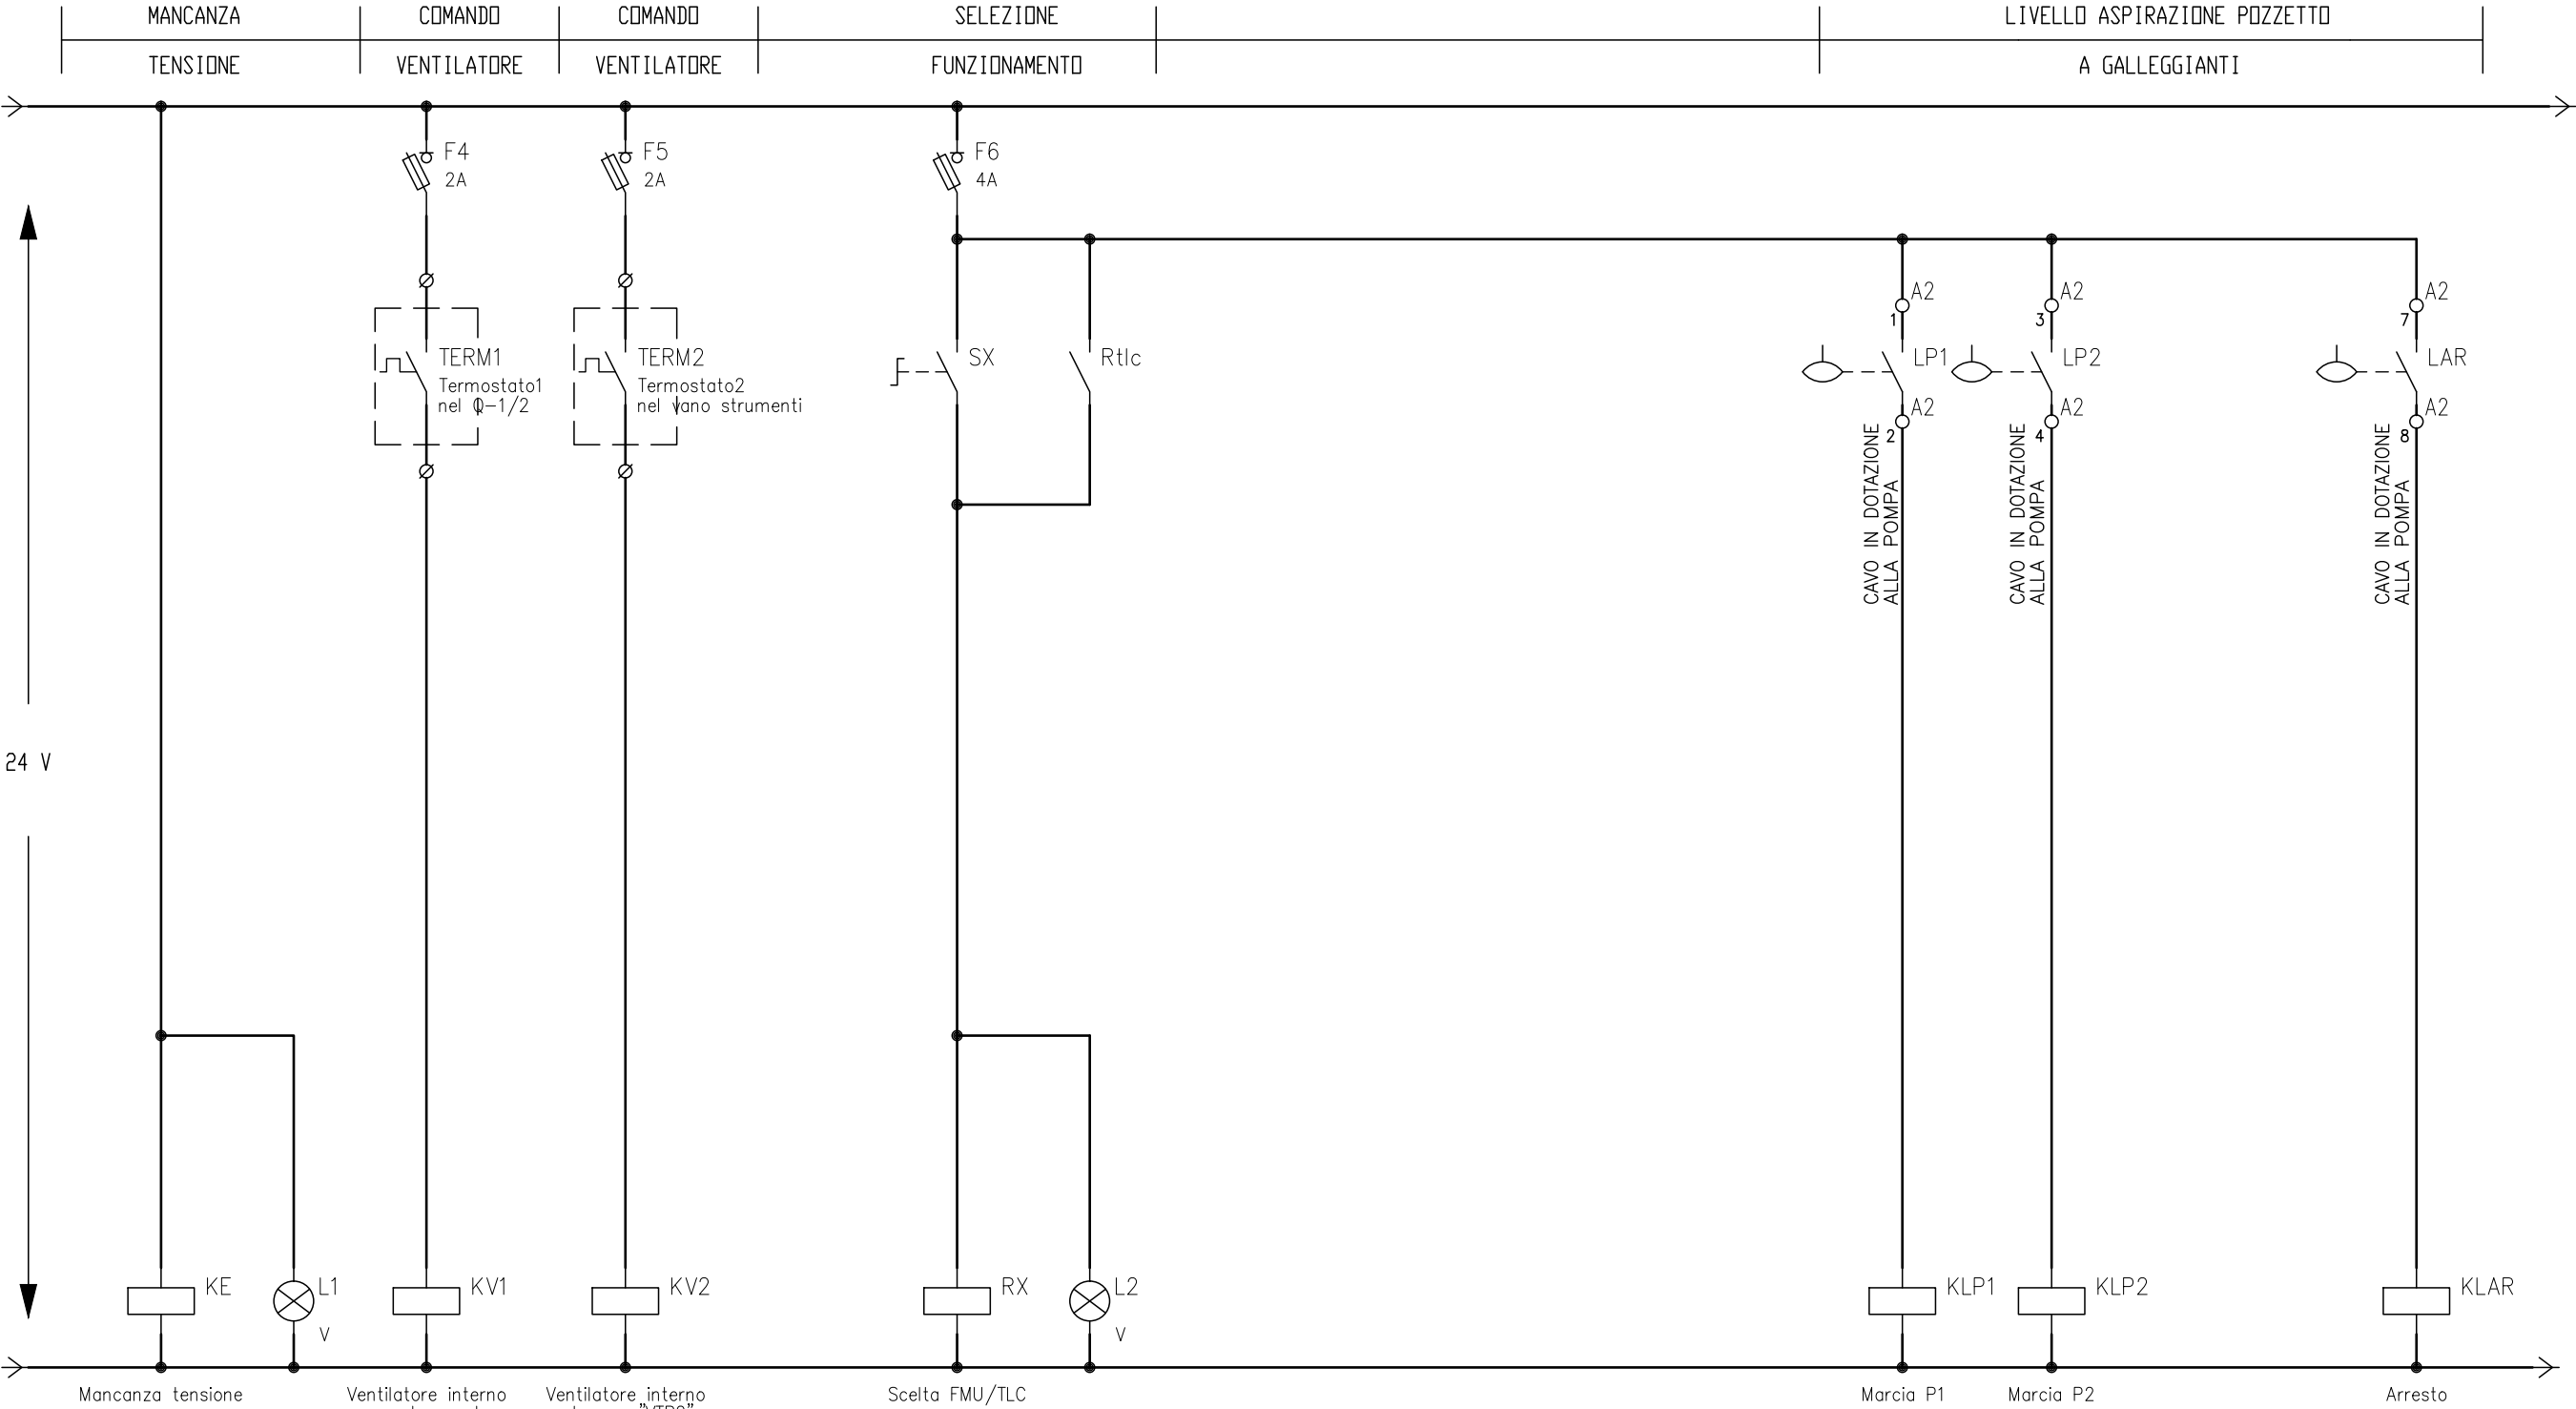 MANCANZA
TENSIONE
COMANDO
VENTILATORE
COMANDO
VENTILATORE
SELEZIONE
FUNZIONAMENTO
LIVELLO ASPIRAZIONE POZZETTO
A GALLEGGIANTI
F4
2A
F5
2A
F6
4A
24 V
TERM1
Termostato1
nel Q-1/2
TERM2
Termostato2
nel vano strumenti
SX
Rtlc
A2
1
LP1
A2
2
CAVO IN DOTAZIONE
ALLA POMPA
A2
3
LP2
A2
4
CAVO IN DOTAZIONE
ALLA POMPA
A2
7
LAR
A2
8
CAVO IN DOTAZIONE
ALLA POMPA
KE
L1
V
KV1
KV2
RX
L2
V
KLP1
KLP2
KLAR
Mancanza tensione
Ventilatore interno
Ventilatore interno
Scelta FMU/TLC
Marcia P1
Marcia P2
Arresto